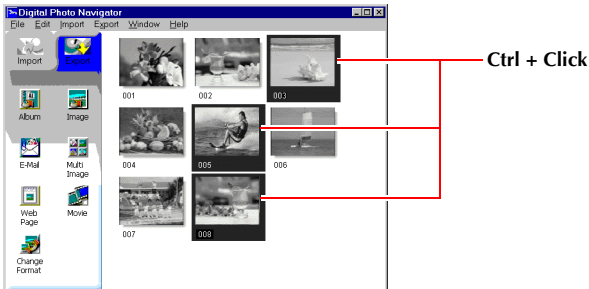 Digital Photo Navigator
File Edit Import Export Window Help
Import Export
Ctrl + Click
001 002 003
Album Image
004 005 006
E-Mail Multi Image
Web Page Movie
007 008
Change Format